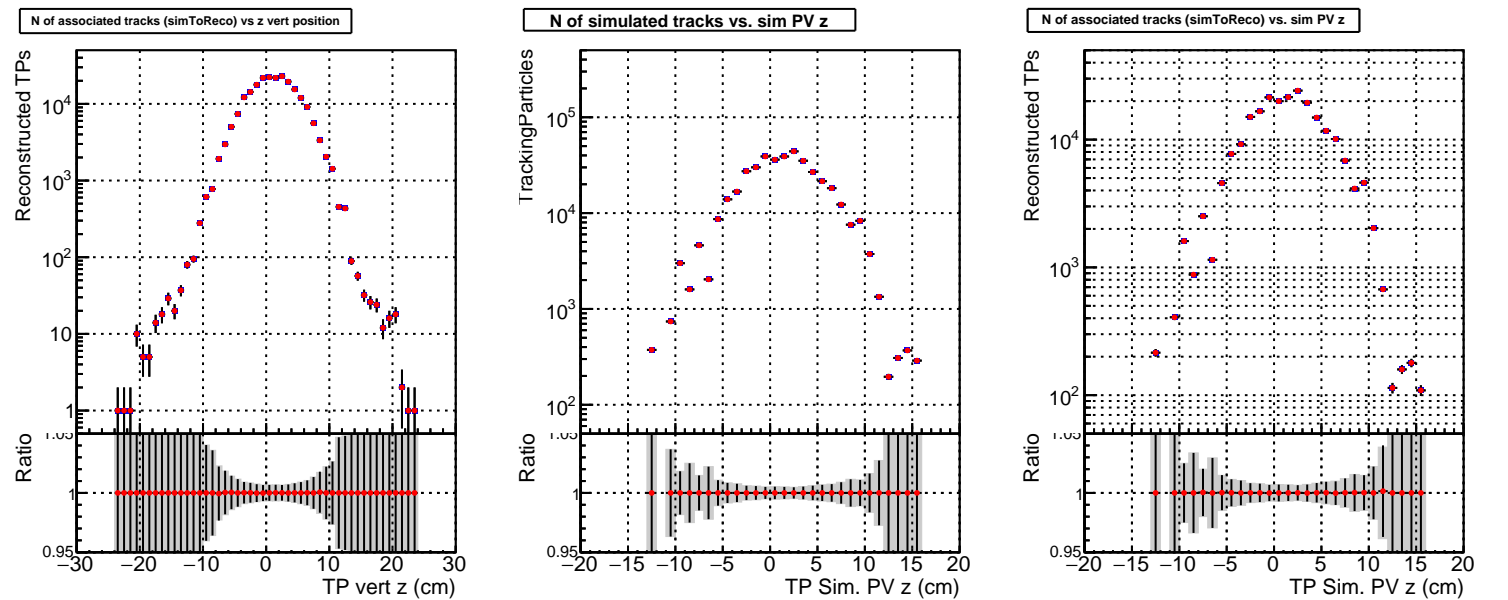 N of associated tracks (simToReco) vs z vert position
Reconstructed TPs
10^4
10^3
10^2
10
1
Ratio
1.05
1
0.95
−30 −20 −10 0 10 20 30
TP vert z (cm)
N of simulated tracks vs. sim PV z
TrackingParticles
10^5
10^4
10^3
10^2
Ratio
1.05
1
0.95
−20 −15 −10 −5 0 5 10 15 20
TP Sim. PV z (cm)
N of associated tracks (simToReco) vs. sim PV z
Reconstructed TPs
10^4
10^3
10^2
Ratio
1.05
1
0.95
−20 −15 −10 −5 0 5 10 15 20
TP Sim. PV z (cm)